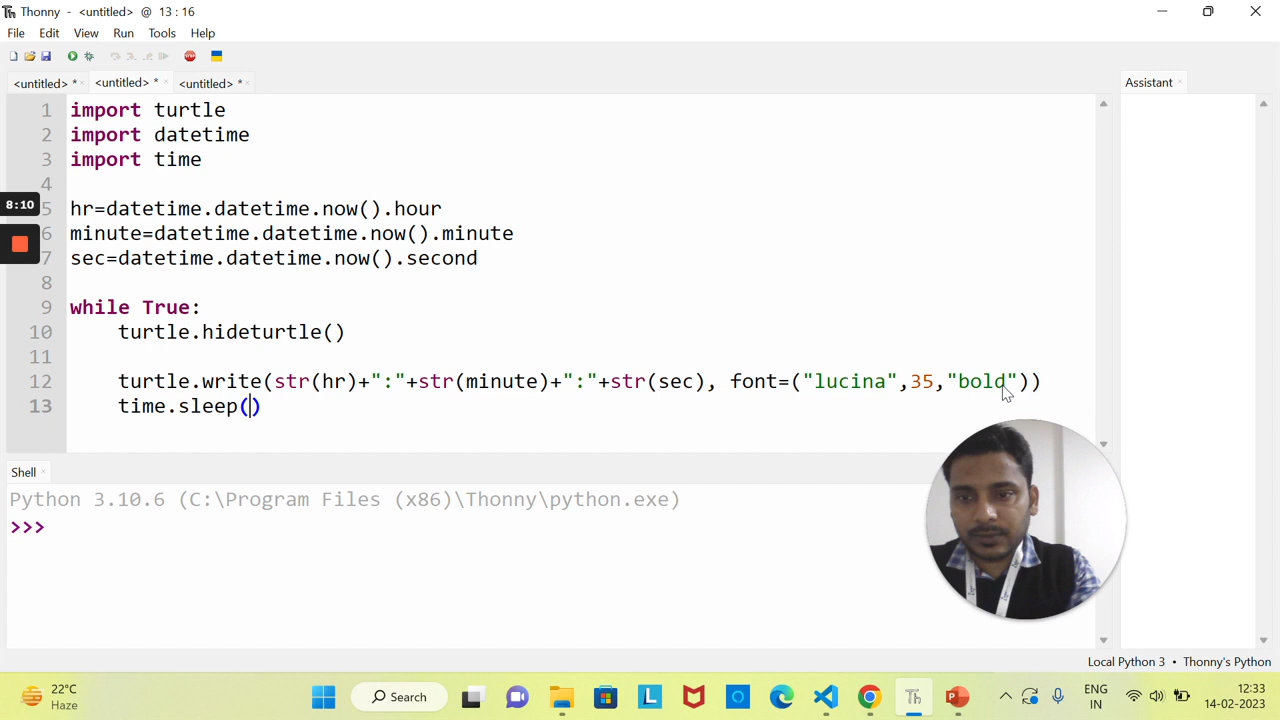 Th Thonny - <untitled> @ 13 : 16
File Edit View Run Tools Help
<untitled> * <untitled> * <untitled> *
Assistant
1 import turtle
2 import datetime
3 import time
4
8:10
5 hr=datetime.datetime.now().hour
6 minute=datetime.datetime.now().minute
7 sec=datetime.datetime.now().second
8
9 while True:
10 turtle.hideturtle()
11
12 turtle.write(str(hr)+":"+str(minute)+":"+str(sec), font=("lucina",35,"bold"))
13 time.sleep()
Shell
Python 3.10.6 (C:\Program Files (x86)\Thonny\python.exe)
>>>
Local Python 3 • Thonny's Python
22°C
Haze
Search
L
Th
ENG
IN
12:33
14-02-2023